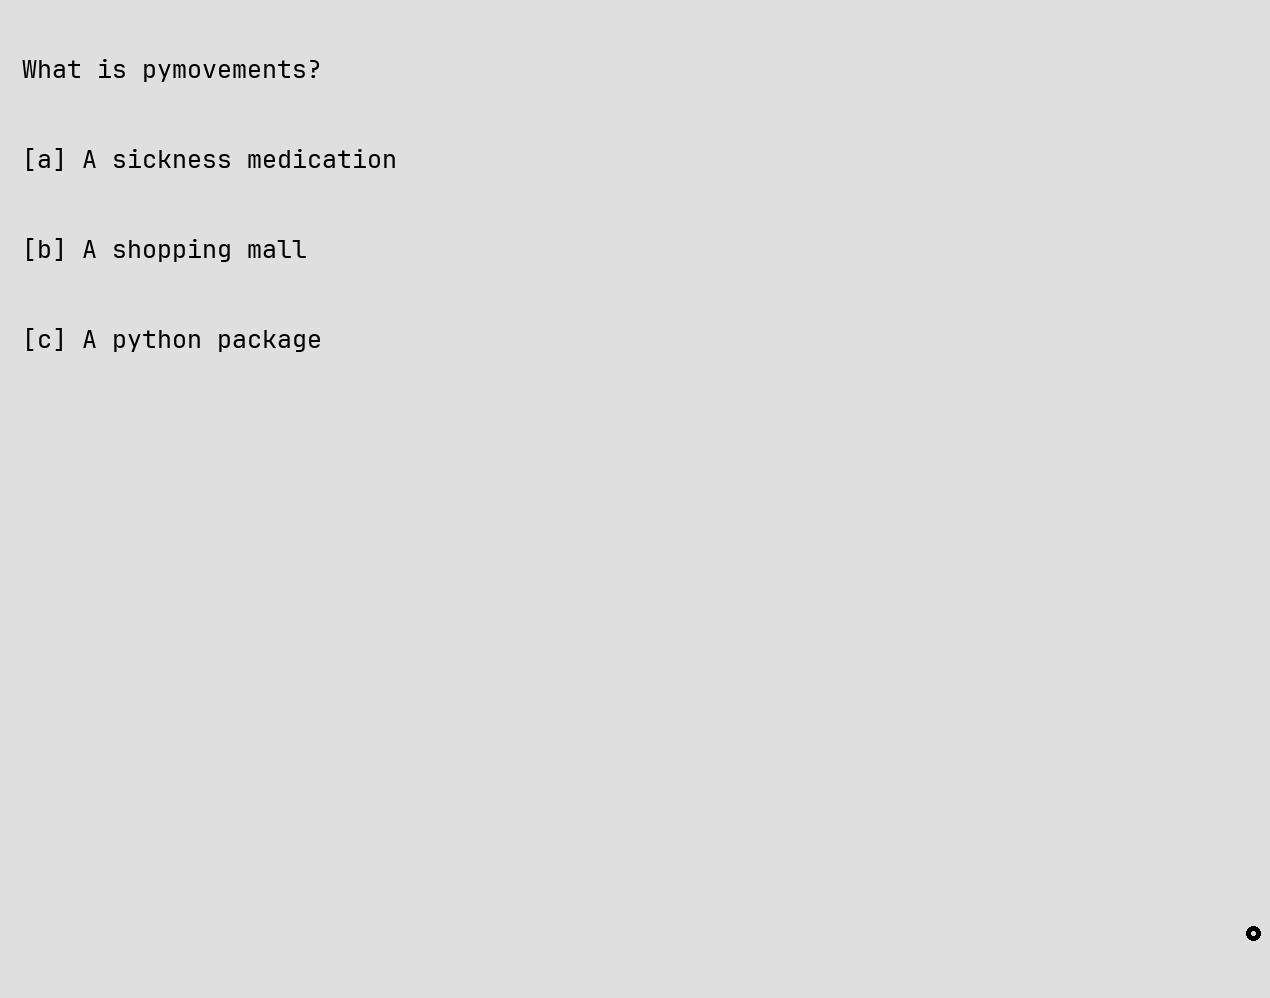 What is pymovements?
[a] A sickness medication
[b] A shopping mall
[c] A python package